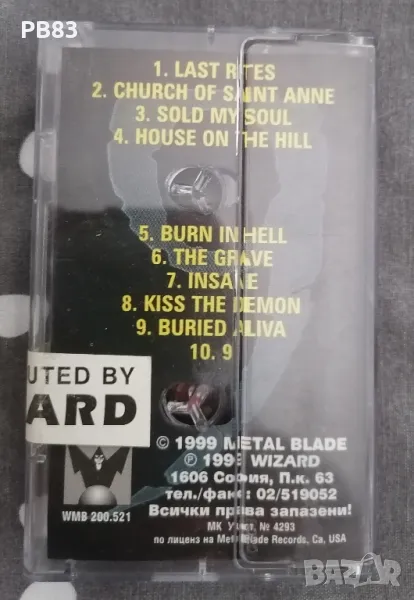 PB83
1. LAST RITES
2. CHURCH OF SAINT ANNE
3. SOLD MY SOUL
4. HOUSE ON THE HILL
5. BURN IN HELL
6. THE GRAVE
7. INSANE
8. KISS THE DEMON
9. BURIED ALIVA
10. 9
UTED BY
ARD
© 1999 METAL BLADE
℗ 1999 WIZARD
1606 София, П.к. 63
тел./факс: 02/519052
Всички права запазени!
WMB 200.521
МК № 4293
по лиценз на Metal Blade Records, Ca, USA
bazar
БГ